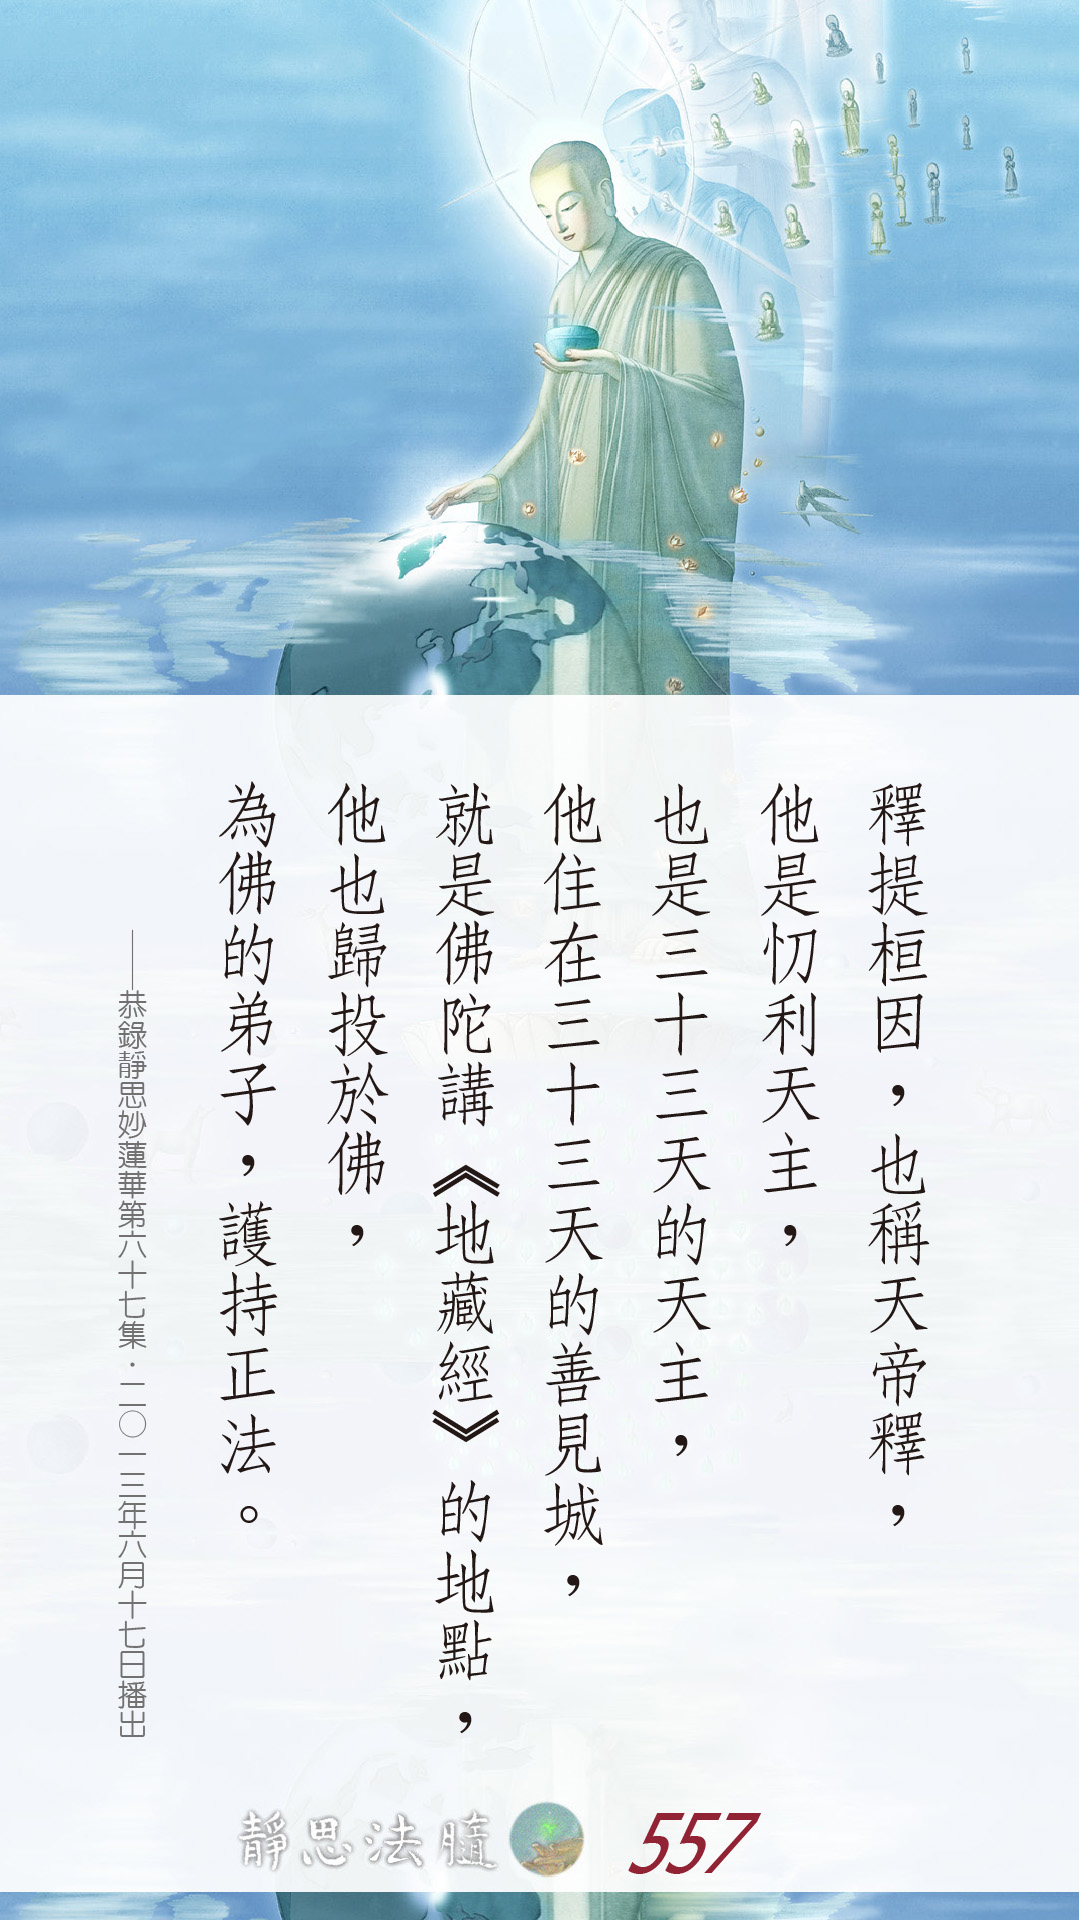 釋提桓因，也稱天帝釋，
他是忉利天主，
也是三十三天的天主，
他住在三十三天的善見城，
就是佛陀講《地藏經》的地點，
他也歸投於佛，
為佛的弟子，護持正法。
——恭錄靜思妙蓮華第六十七集．二〇一三年六月十七日播出
靜思法髓
557